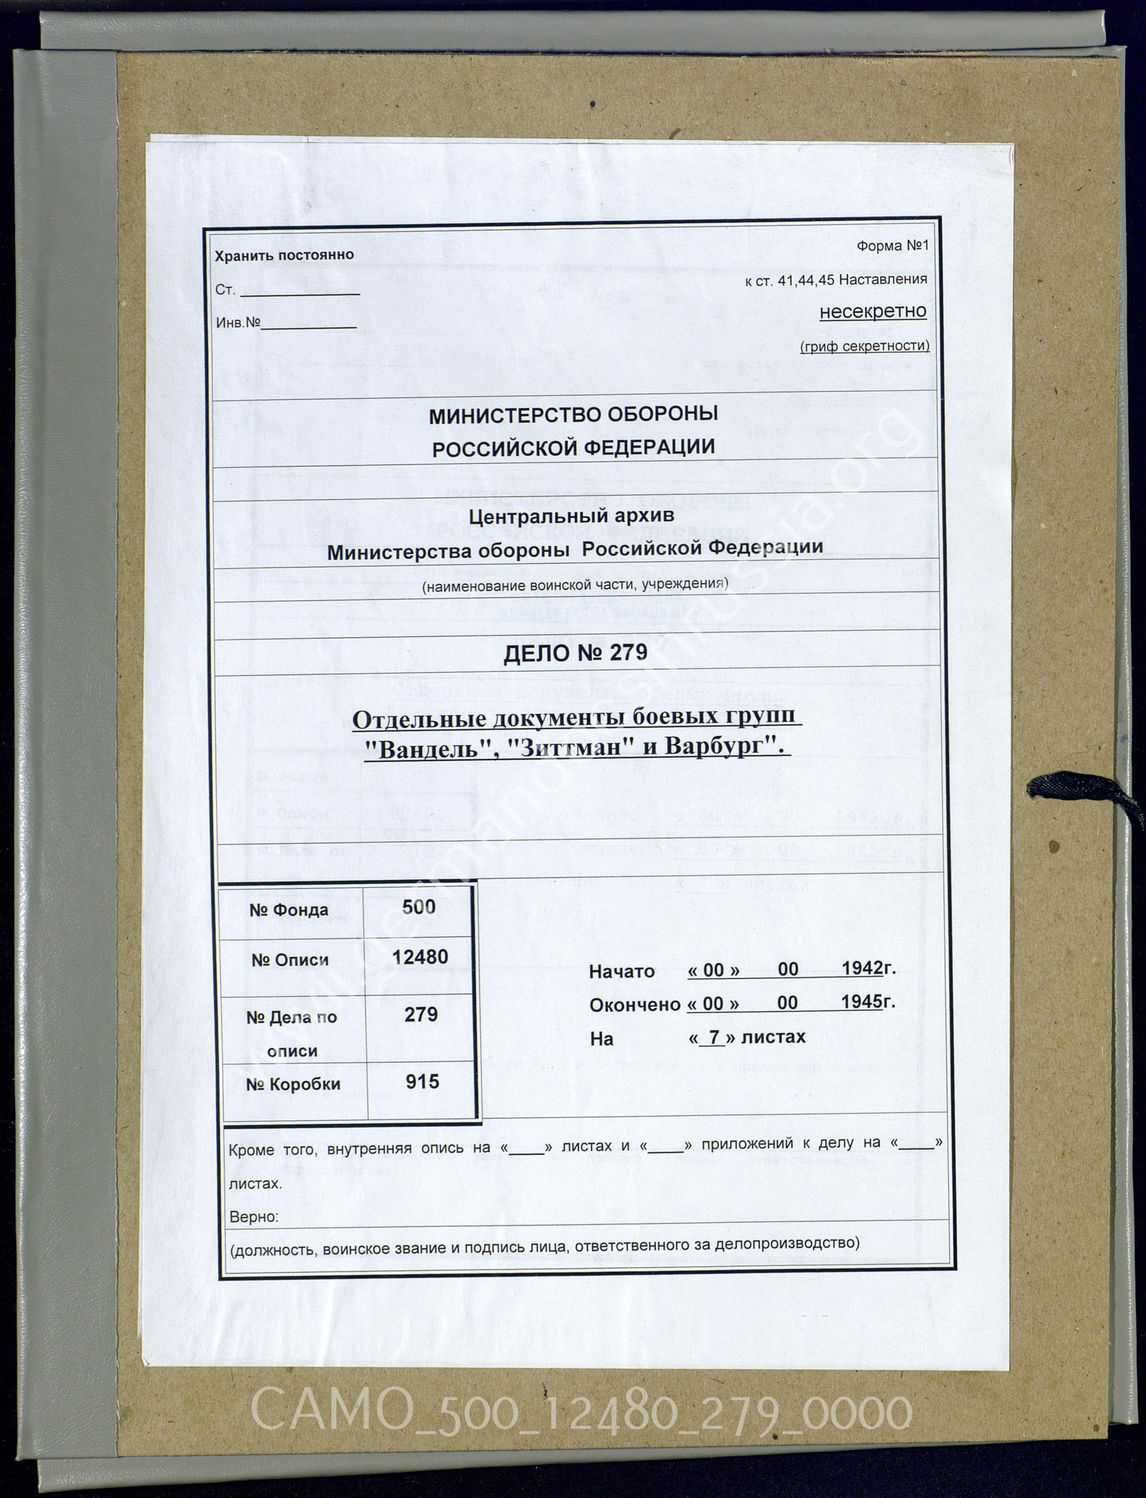 Хранить постоянно
Форма №1
Ст.
к ст. 41,44,45 Наставления
Инв.№
несекретно
(гриф секретности)
МИНИСТЕРСТВО ОБОРОНЫ
РОССИЙСКОЙ ФЕДЕРАЦИИ
Центральный архив
Министерства обороны Российской Федерации
(наименование воинской части, учреждения)
ДЕЛО № 279
Отдельные документы боевых групп
"Вандель", "Зиттман" и Варбург".
№ Фонда 500
№ Описи 12480
№ Дела по 279
описи
№ Коробки 915
Начато « 00 » 00 1942г.
Окончено « 00 » 00 1945г.
На « 7 » листах
Кроме того, внутренняя опись на «____» листах и «____» приложений к делу на «____»
листах.
Верно:
(должность, воинское звание и подпись лица, ответственного за делопроизводство)
CAMO_500_12480_279_0000